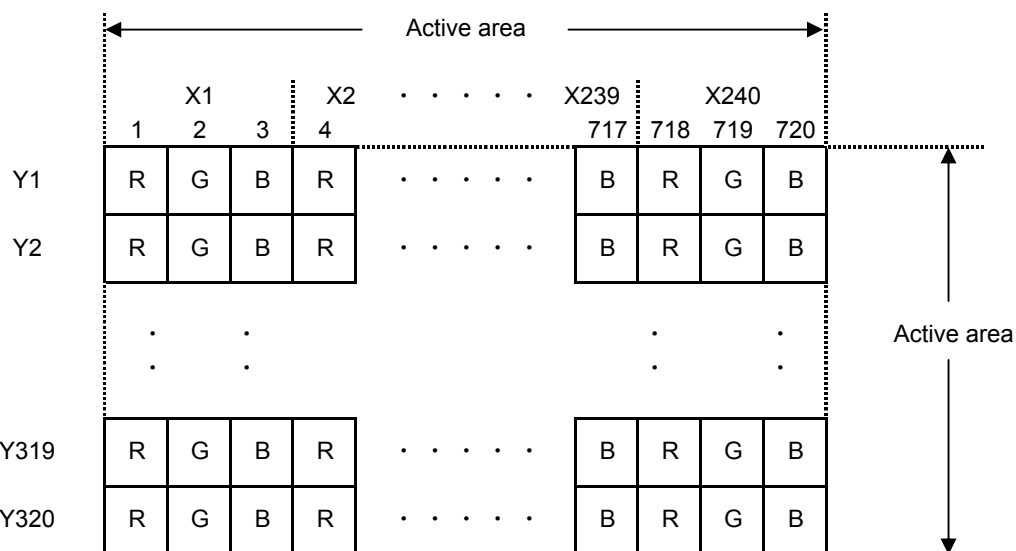 Active area
X1 X2 · · · · · X239 X240
1 2 3 4 717 718 719 720
Y1 R G B R · · · · · B R G B
Y2 R G B R · · · · · B R G B
· · · ·
Active area
· · · ·
Y319 R G B R · · · · · B R G B
Y320 R G B R · · · · · B R G B